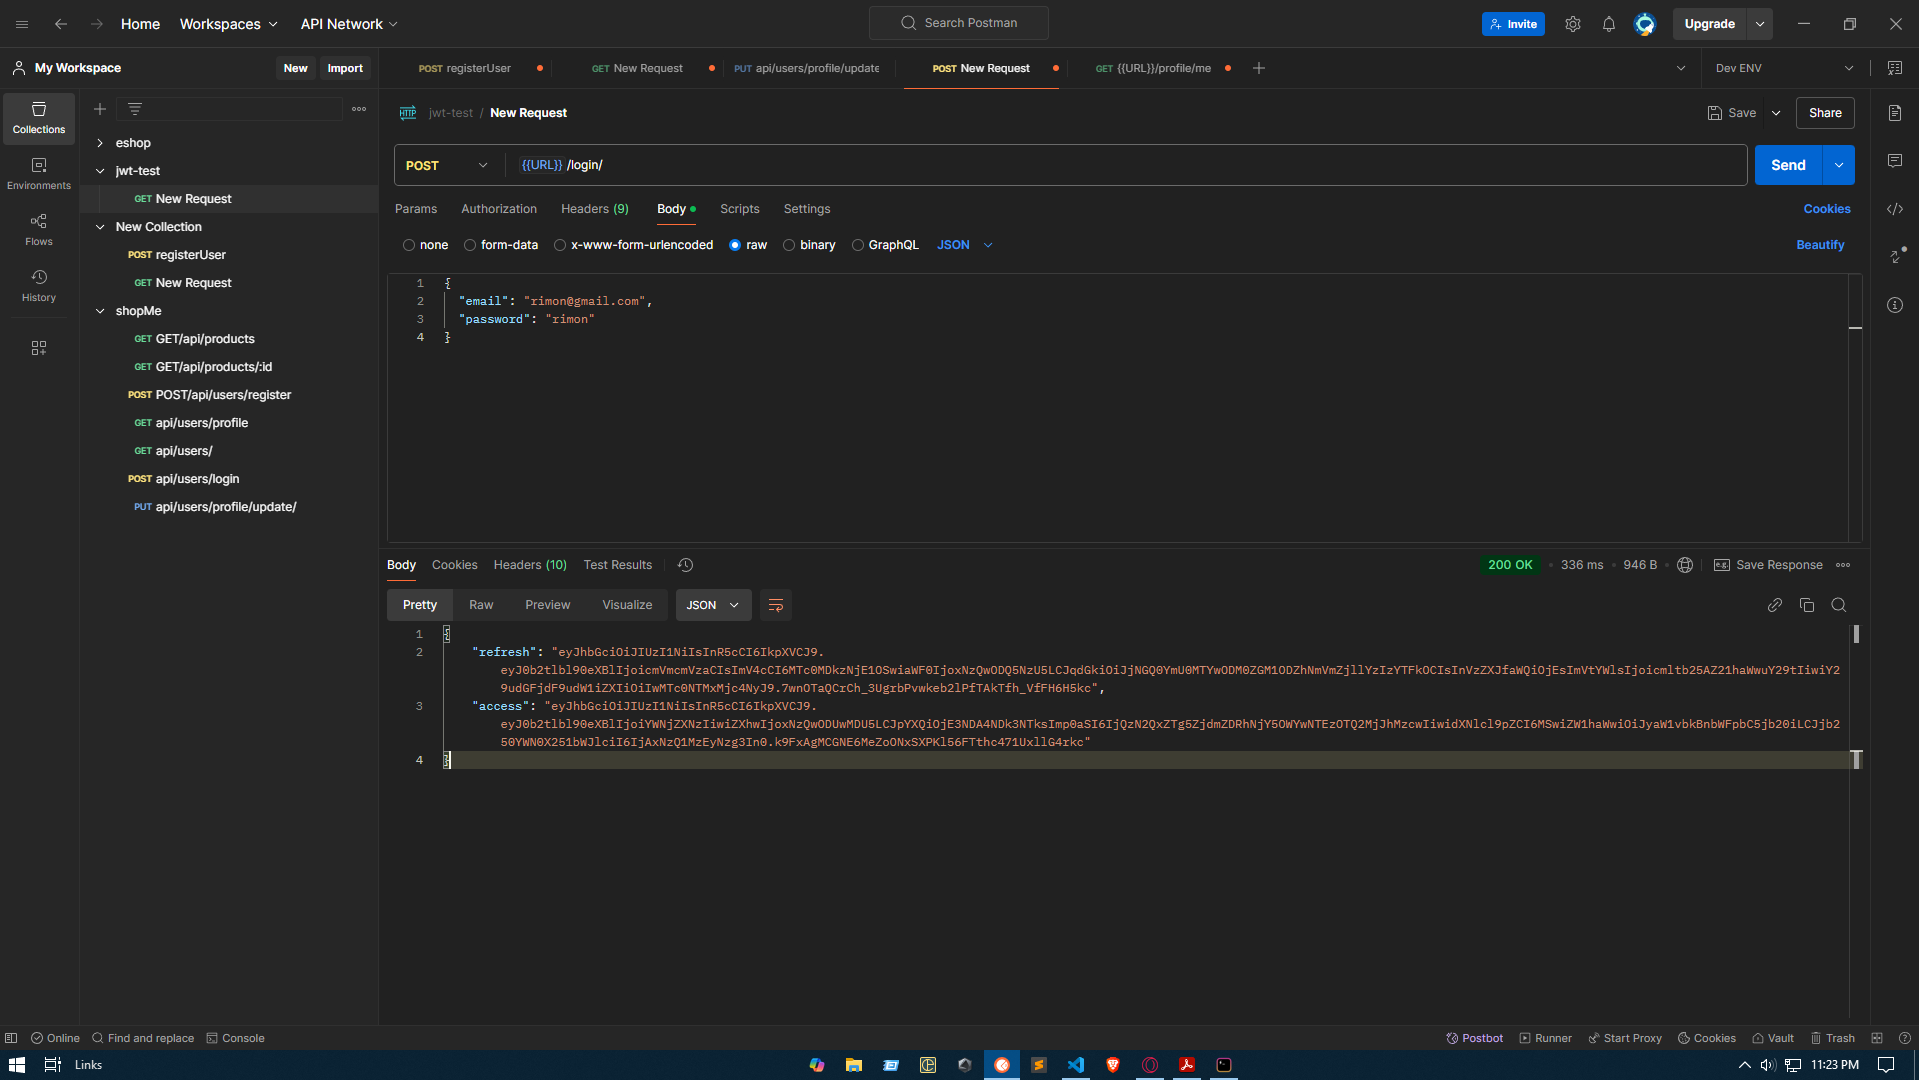 Home Workspaces API Network Search Postman Invite Upgrade
My Workspace New Import POST registerUser GET New Request PUT api/users/profile/update POST New Request GET {{URL}}/profile/me Dev ENV
Collections
Environments
Flows
History
eshop
jwt-test
GET New Request
New Collection
POST registerUser
GET New Request
shopMe
GET GET/api/products
GET GET/api/products/:id
POST POST/api/users/register
GET api/users/profile
GET api/users/
POST api/users/login
PUT api/users/profile/update/
HTTP jwt-test / New Request Save Share
POST {{URL}} /login/ Send
Params Authorization Headers (9) Body Scripts Settings Cookies
none form-data x-www-form-urlencoded raw binary GraphQL JSON Beautify
1 {
2 "email": "rimon@gmail.com",
3 "password": "rimon"
4 }
Body Cookies Headers (10) Test Results 200 OK 336 ms 946 B e.g. Save Response
Pretty Raw Preview Visualize JSON
1 {
2 "refresh": "eyJhbGciOiJIUzI1NiIsInR5cCI6IkpXVCJ9.
3 "access": "eyJhbGciOiJIUzI1NiIsInR5cCI6IkpXVCJ9.
4 }
Online Find and replace Console Postbot Runner Start Proxy Cookies Vault Trash
Links 11:23 PM